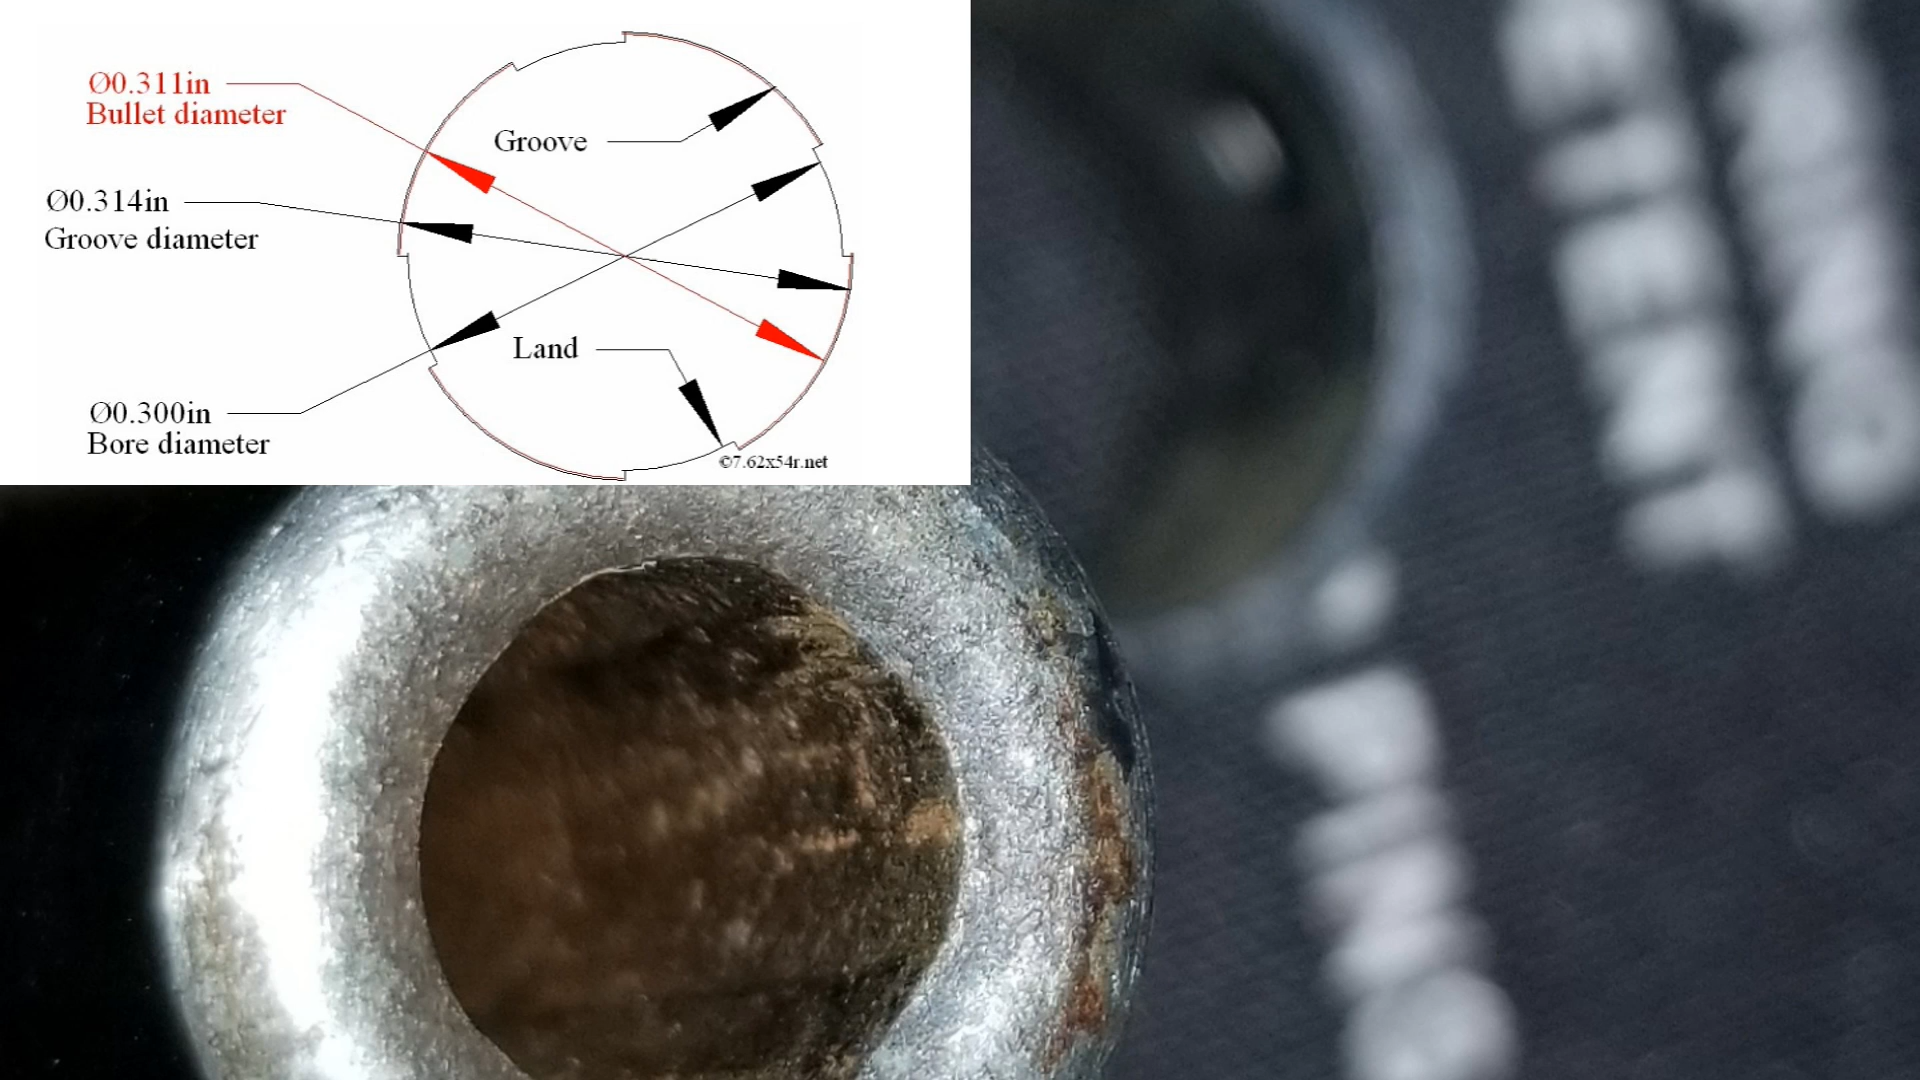 Ø0.311in
Bullet diameter
Groove
Ø0.314in
Groove diameter
Land
Ø0.300in
Bore diameter
©7.62x54r.net